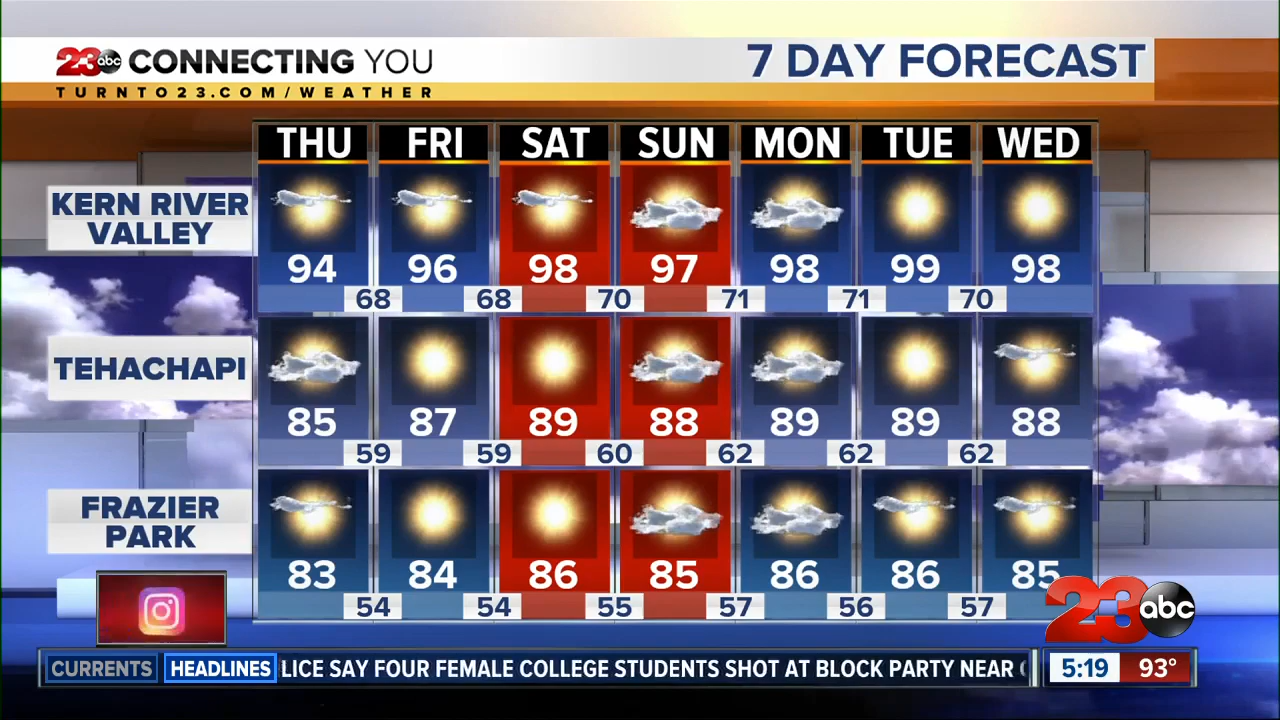 23 abc CONNECTING YOU
TURNTO23.COM/WEATHER
7 DAY FORECAST
THU FRI SAT SUN MON TUE WED
KERN RIVER
VALLEY
94 96 98 97 98 99 98
68 68 70 71 71 70
TEHACHAPI
85 87 89 88 89 89 88
59 59 60 62 62 62
FRAZIER
PARK
83 84 86 85 86 86 85
54 54 55 57 56 57
23 abc
CURRENTS HEADLINES LICE SAY FOUR FEMALE COLLEGE STUDENTS SHOT AT BLOCK PARTY NEAR
5:19 93°